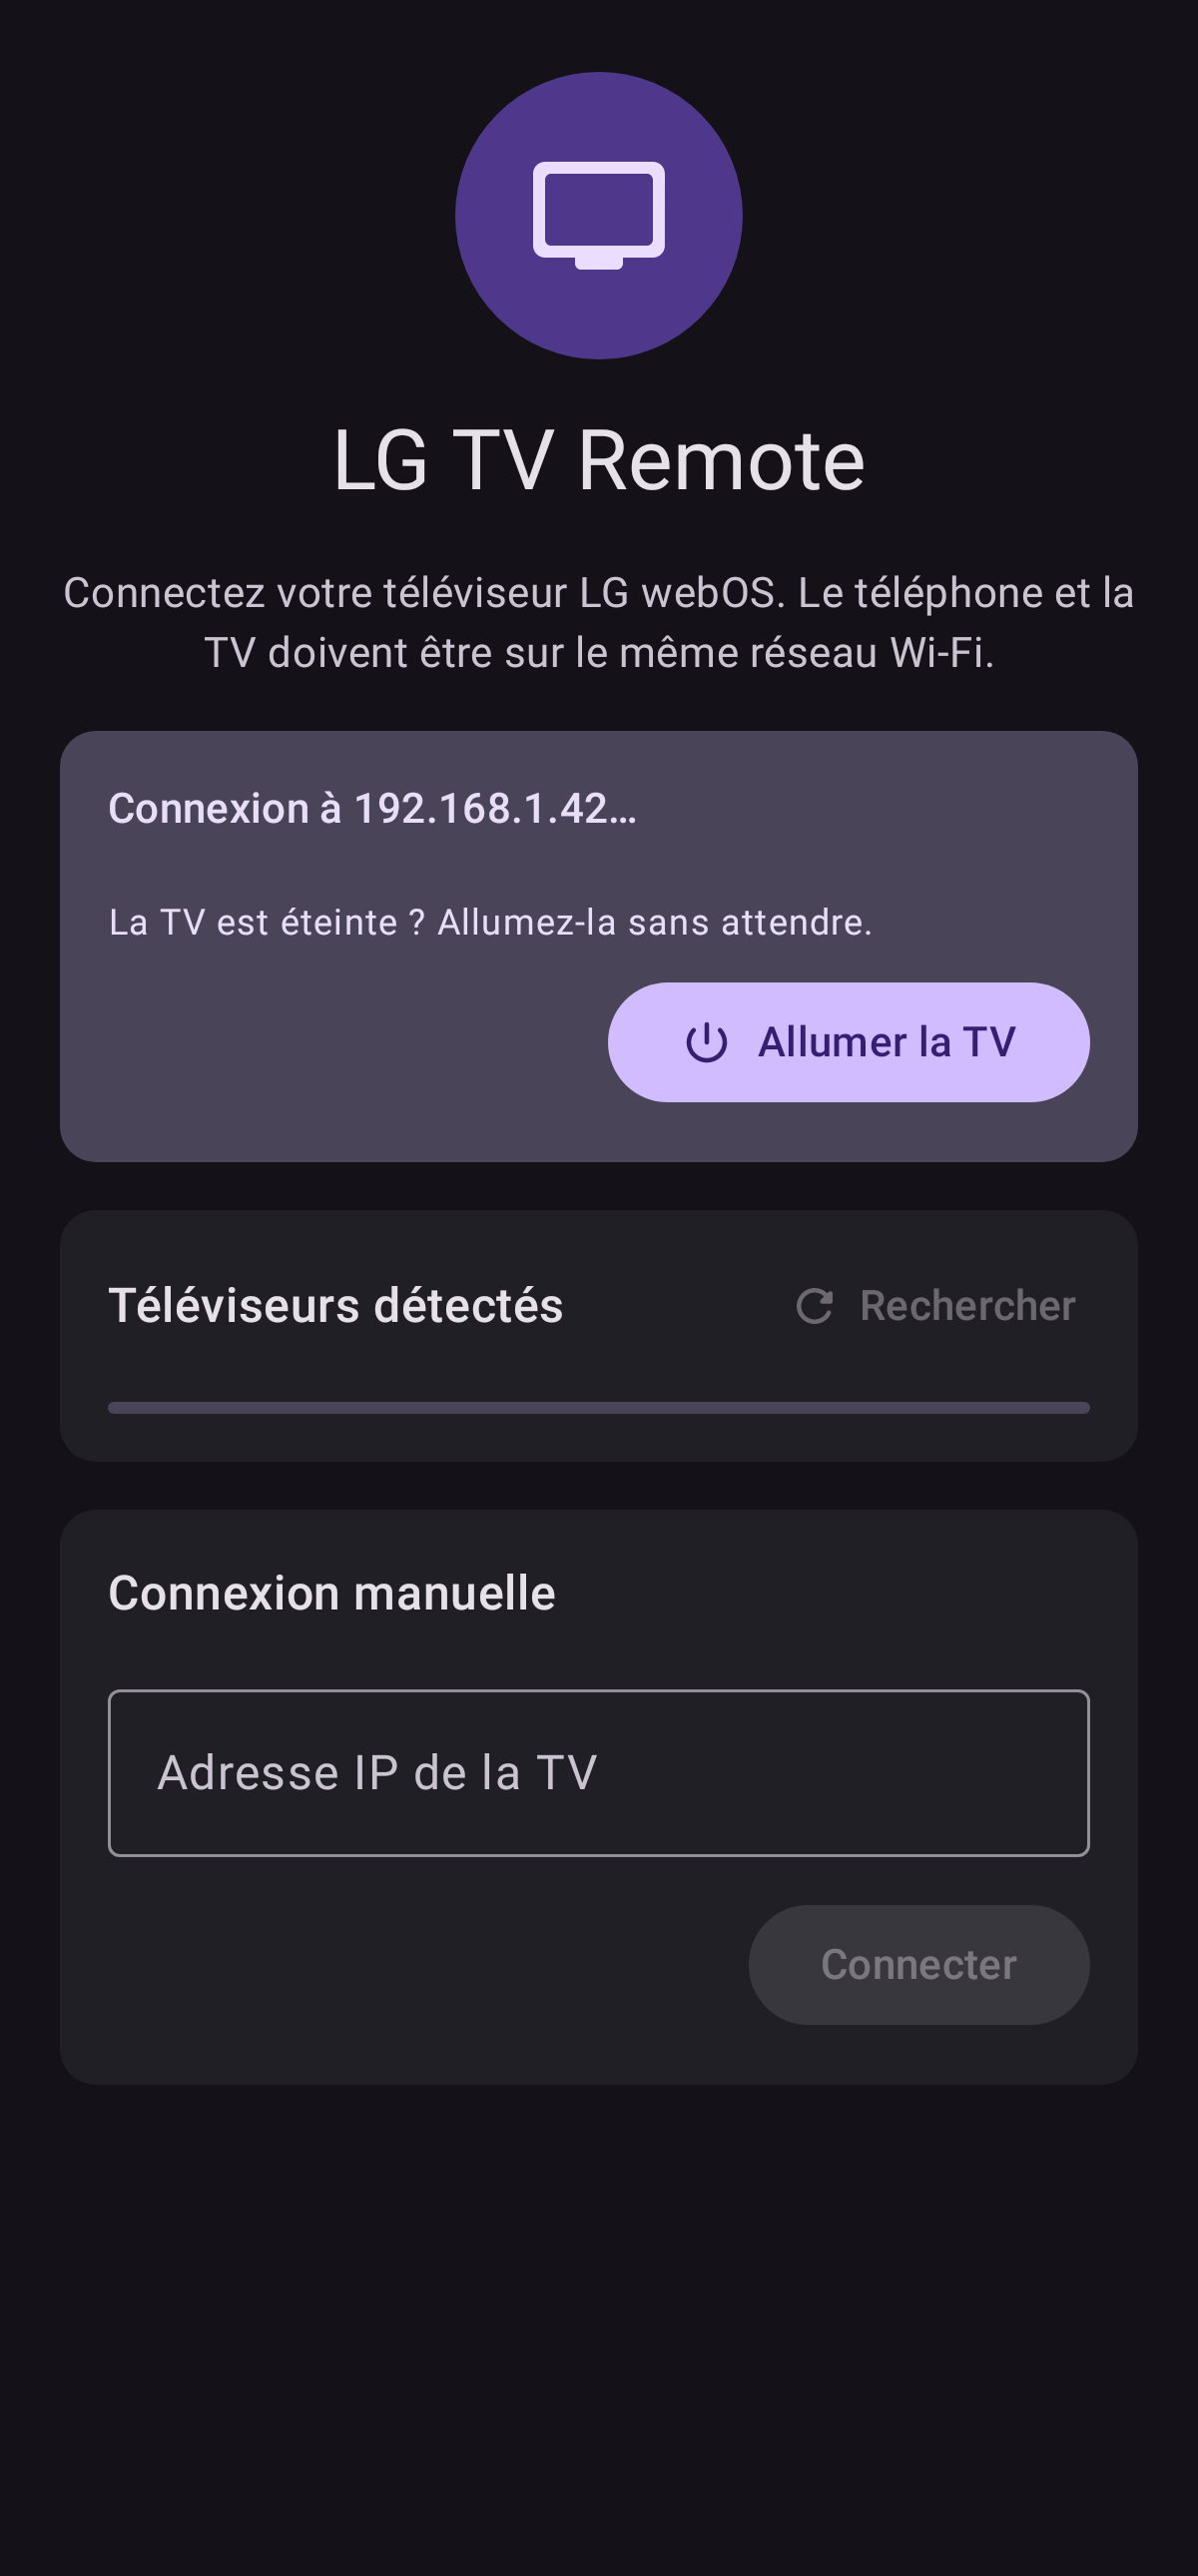 LG TV Remote
Connectez votre téléviseur LG webOS. Le téléphone et la
TV doivent être sur le même réseau Wi-Fi.
Connexion à 192.168.1.42…
La TV est éteinte ? Allumez-la sans attendre.
Allumer la TV
Téléviseurs détectés
Rechercher
Connexion manuelle
Adresse IP de la TV
Connecter